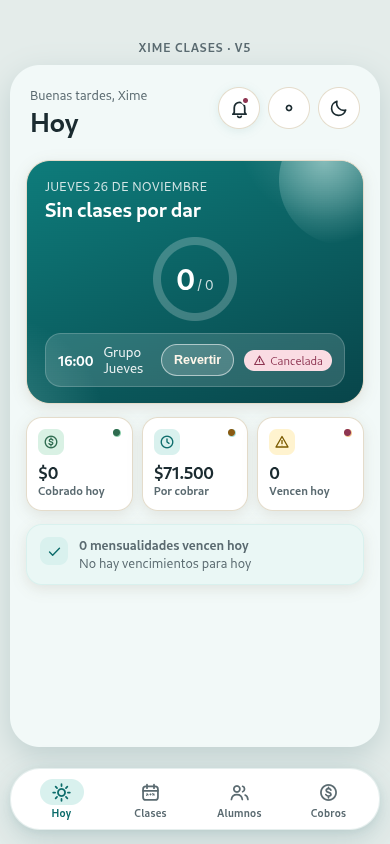 XIME CLASES · V5
Buenas tardes, Xime
Hoy
JUEVES 26 DE NOVIEMBRE
Sin clases por dar
0 / 0
16:00 Grupo Jueves Revertir Cancelada
$0
Cobrado hoy
$71.500
Por cobrar
0
Vencen hoy
0 mensualidades vencen hoy
No hay vencimientos para hoy
Hoy Clases Alumnos Cobros